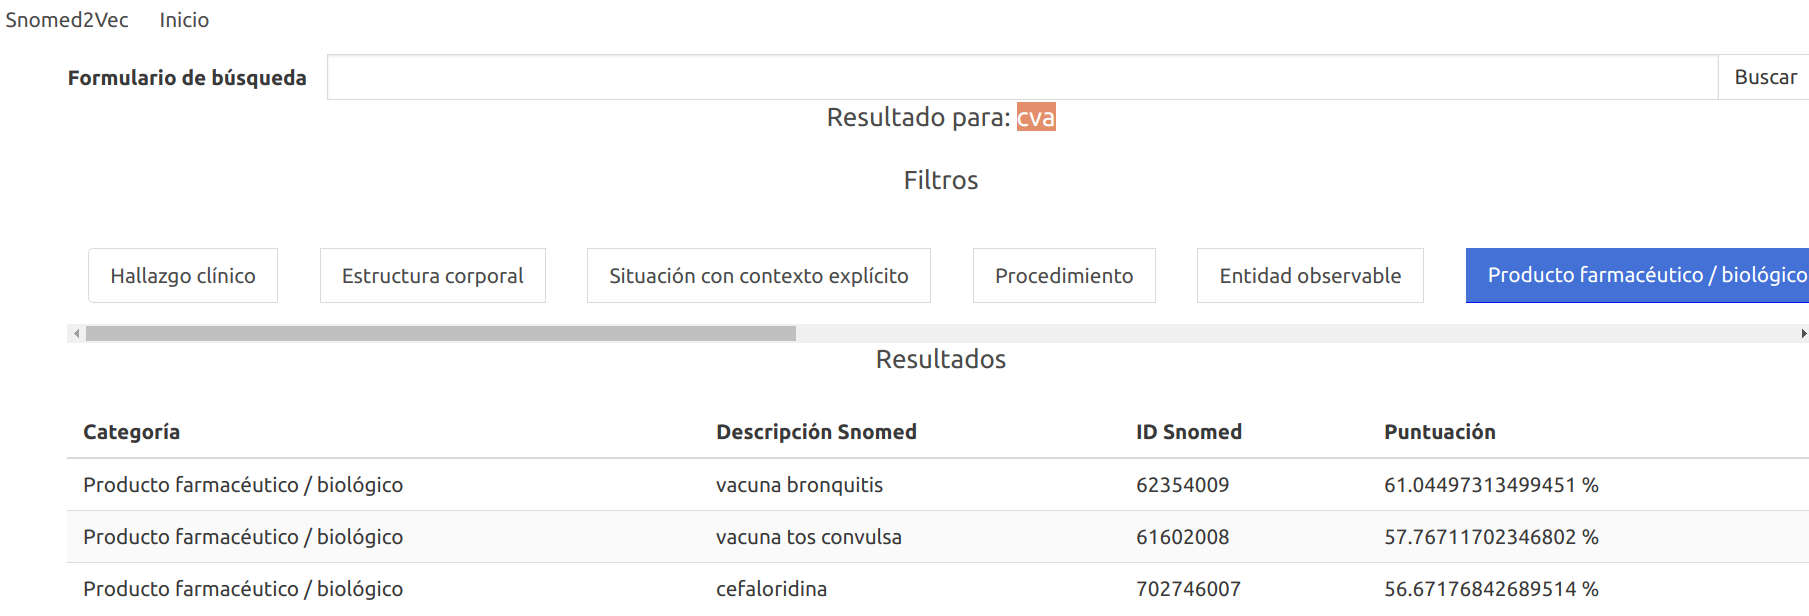 Snomed2Vec Inicio
Formulario de búsqueda Buscar
Resultado para: cva
Filtros
Hallazgo clínico Estructura corporal Situación con contexto explícito Procedimiento Entidad observable Producto farmacéutico / biológico
Resultados
Categoría Descripción Snomed ID Snomed Puntuación
Producto farmacéutico / biológico vacuna bronquitis 62354009 61.04497313499451 %
Producto farmacéutico / biológico vacuna tos convulsa 61602008 57.76711702346802 %
Producto farmacéutico / biológico cefaloridina 702746007 56.67176842689514 %